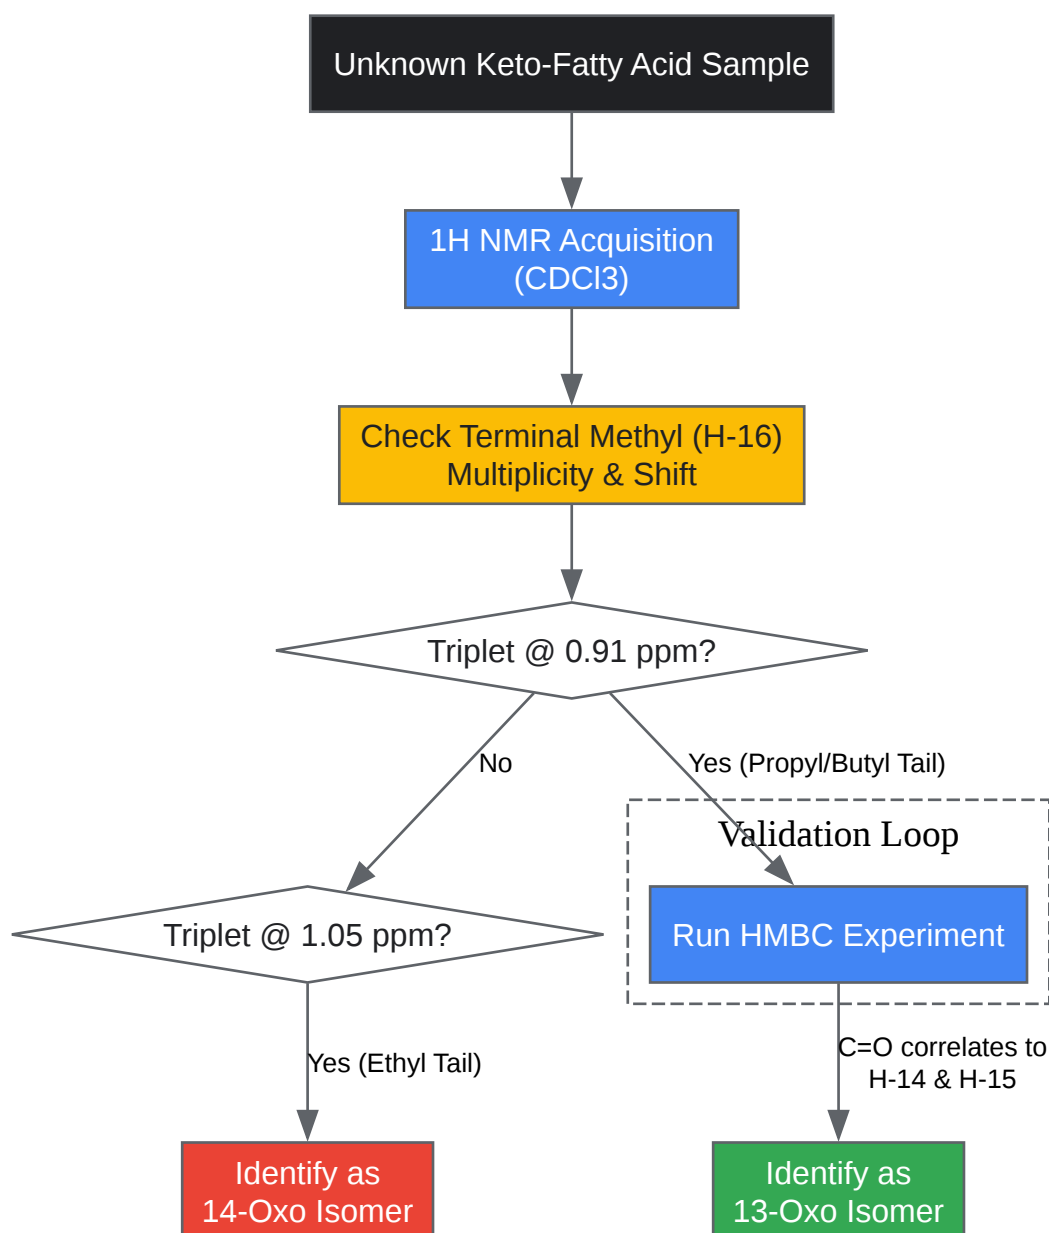 Unknown Keto-Fatty Acid Sample
1H NMR Acquisition
(CDCl3)
Check Terminal Methyl (H-16)
Multiplicity & Shift
Triplet @ 0.91 ppm?
No
Yes (Propyl/Butyl Tail)
Validation Loop
Triplet @ 1.05 ppm?
Run HMBC Experiment
Yes (Ethyl Tail)
C=O correlates to
H-14 & H-15
Identify as
14-Oxo Isomer
Identify as
13-Oxo Isomer